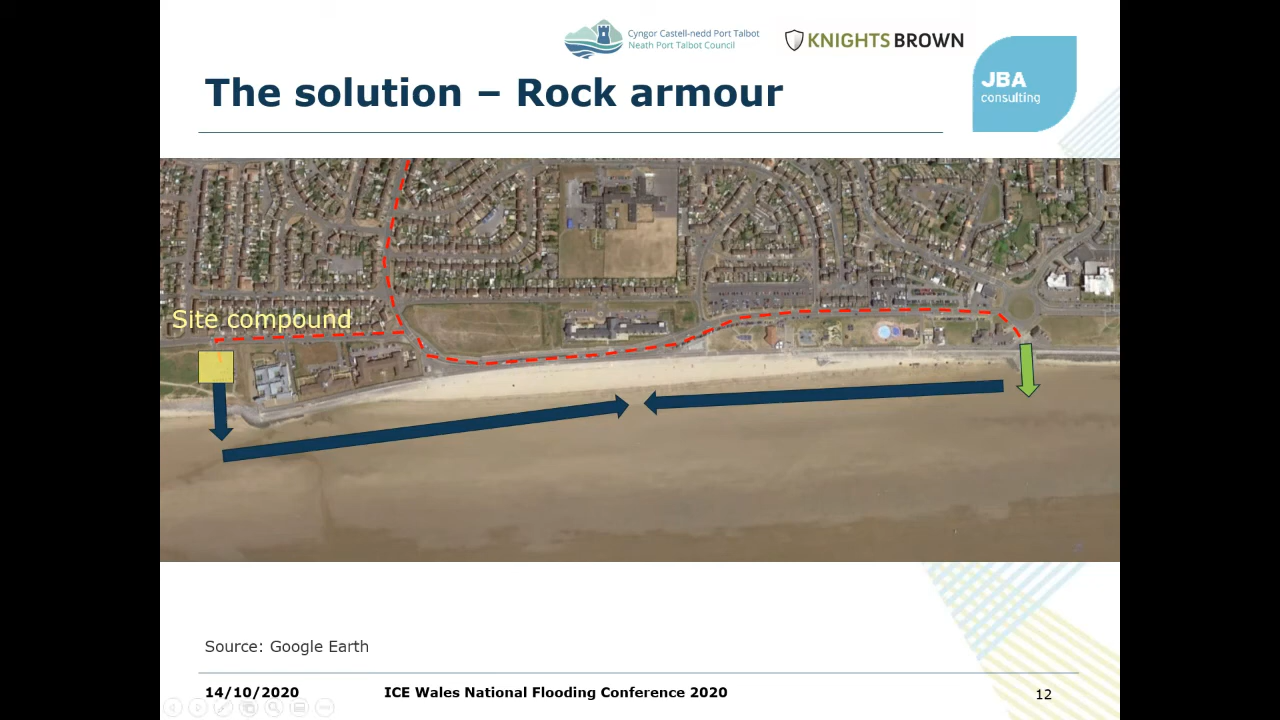 Cyngor Castell-nedd Port Talbot
Neath Port Talbot Council
KNIGHTS BROWN
JBA
consulting
The solution – Rock armour
Site compound
Source: Google Earth
14/10/2020
ICE Wales National Flooding Conference 2020
12